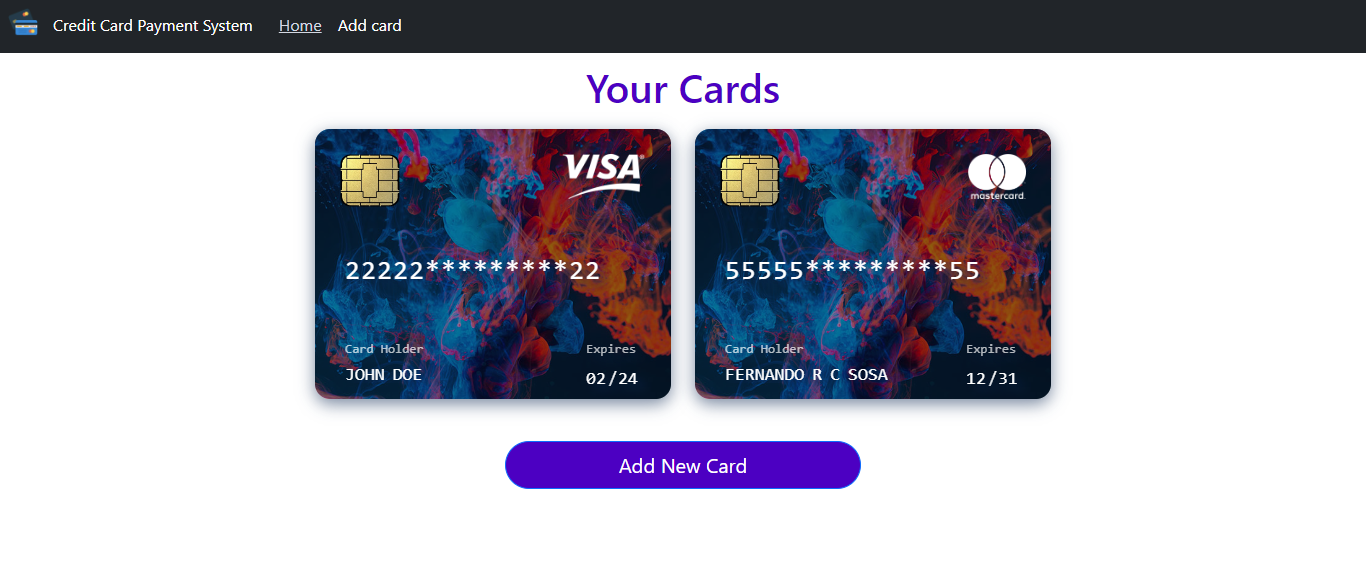 Credit Card Payment System Home Add card
Your Cards
VISA
22222*********22
Card Holder Expires
JOHN DOE 02/24
mastercard.
55555*********55
Card Holder Expires
FERNANDO R C SOSA 12/31
Add New Card